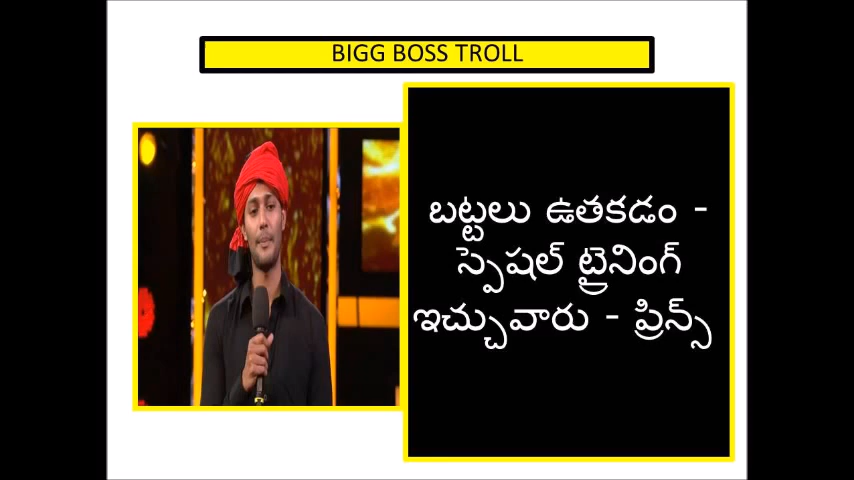 BIGG BOSS TROLL
బట్టలు ఉతకడం -
స్పెషల్ ట్రైనింగ్
ఇచ్చువారు - ప్రిన్స్